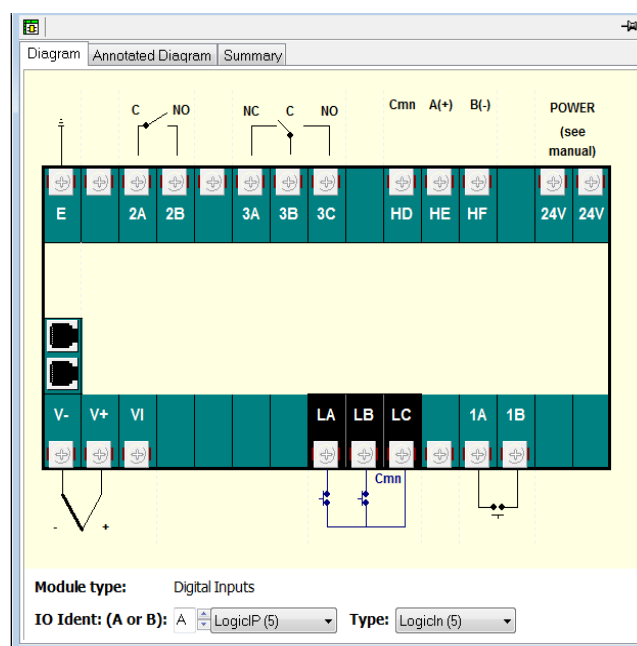 Diagram Annotated Diagram Summary
C NO NC C NO Cmn A(+) B(-) POWER
(see
manual)
E 2A 2B 3A 3B 3C HD HE HF 24V 24V
V- V+ VI LA LB LC 1A 1B
Cmn
- +
Module type: Digital Inputs
IO Ident: (A or B): A LogicIP (5) Type: LogicIn (5)